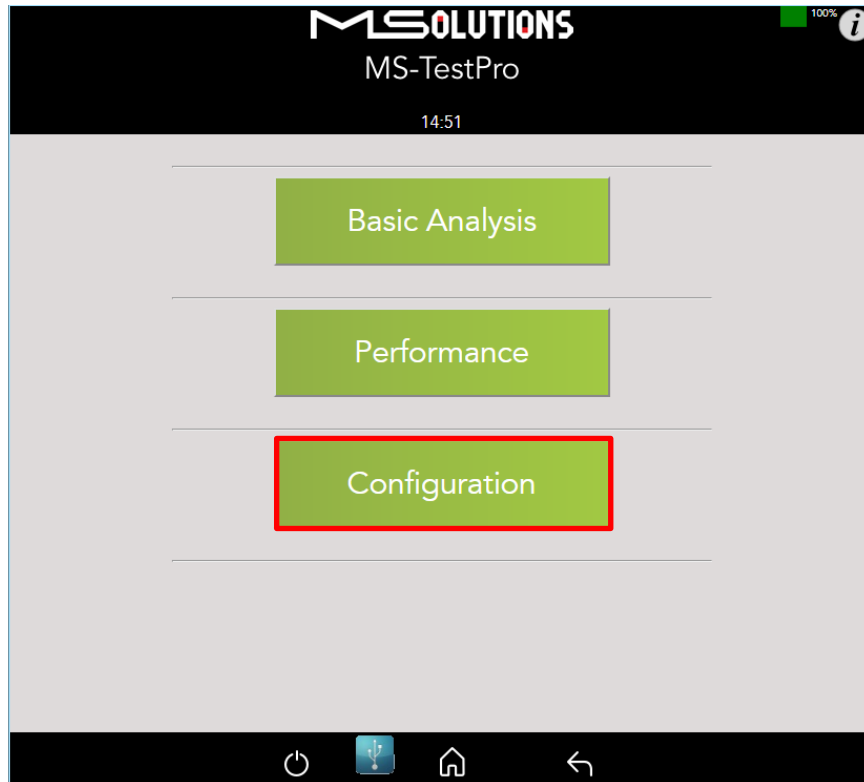 MSOLUTIONS
100%
i
MS-TestPro
14:51
Basic Analysis
Performance
Configuration